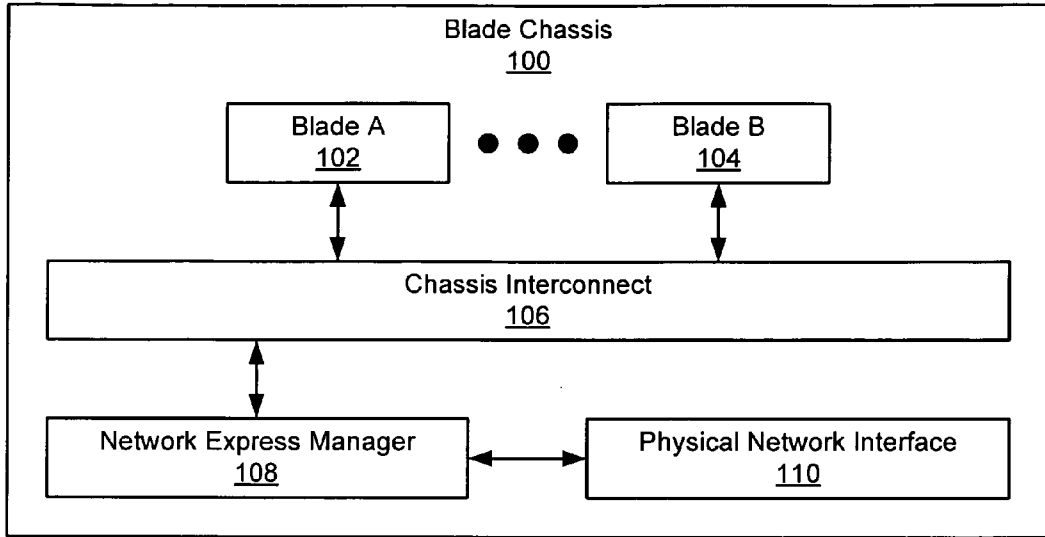 Blade Chassis
100
Blade A
102
Blade B
104
Chassis Interconnect
106
Network Express Manager
108
Physical Network Interface
110